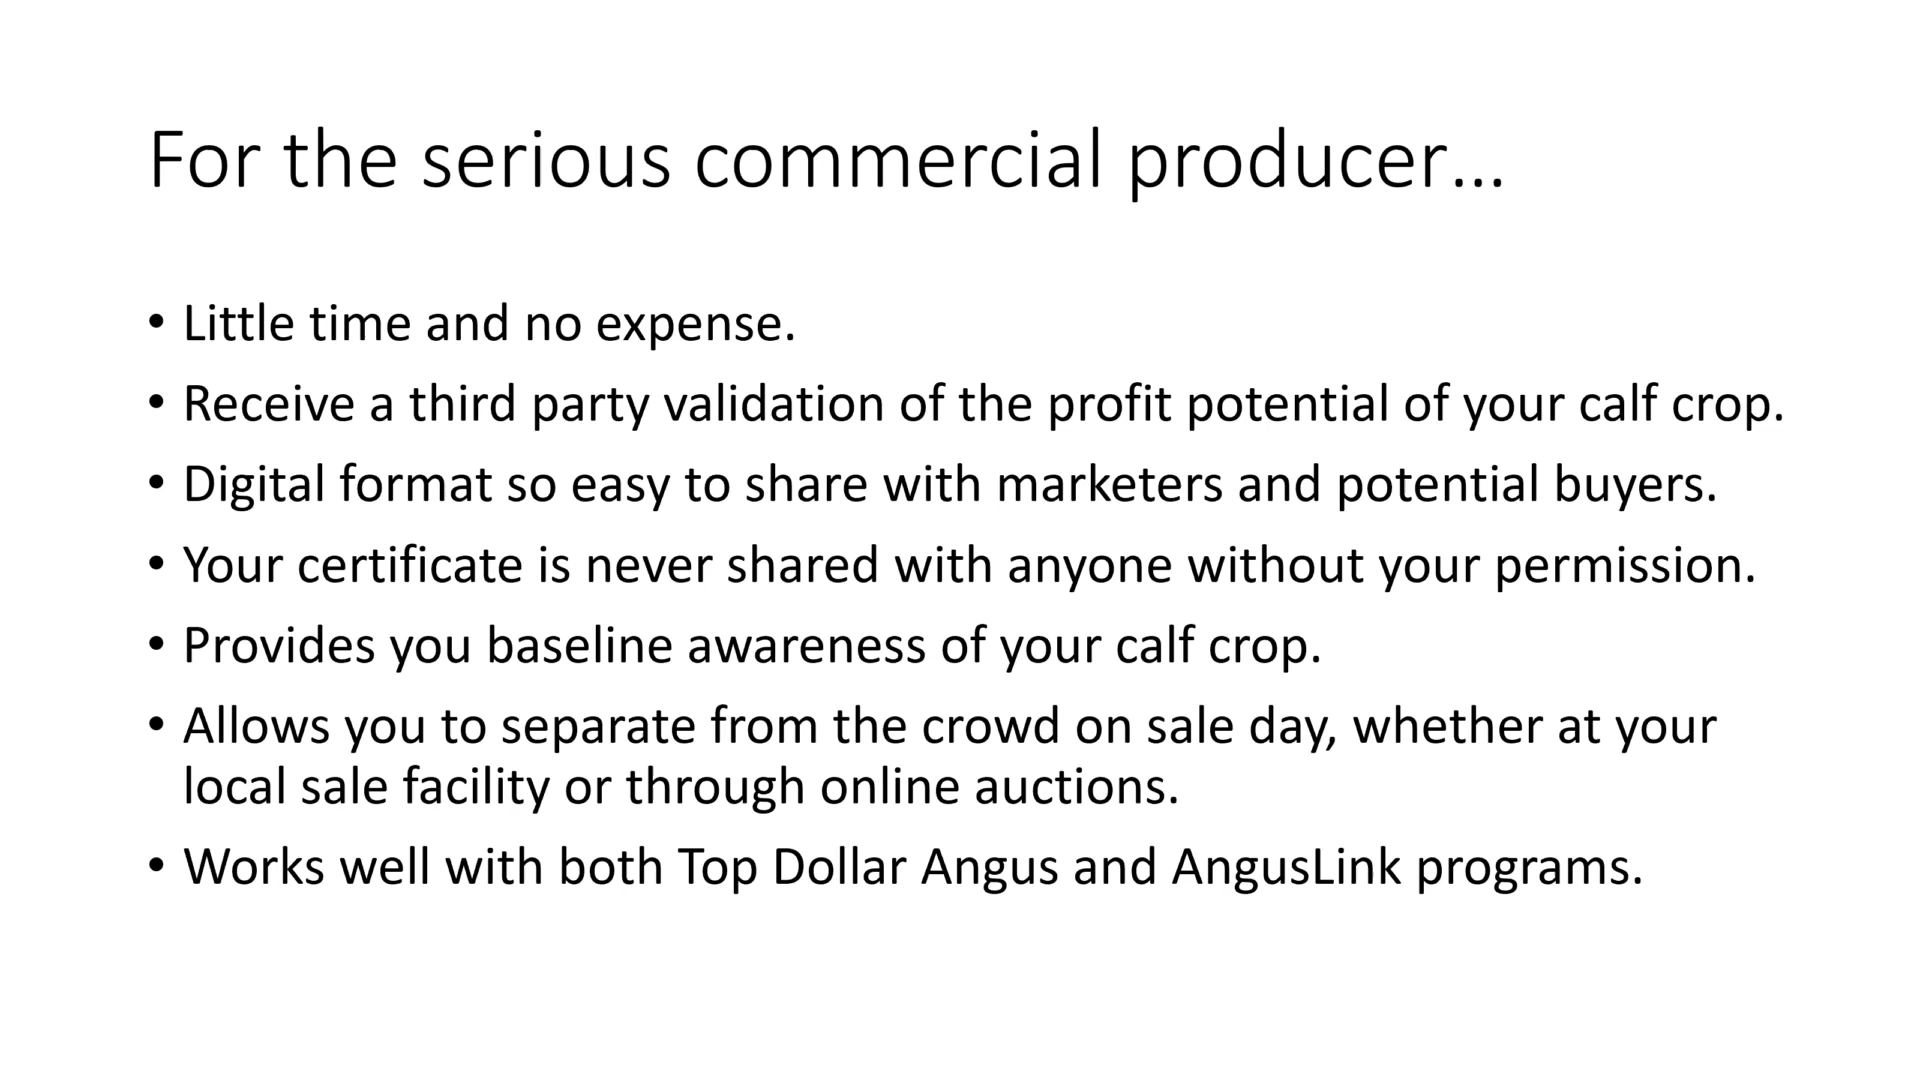 For the serious commercial producer…
• Little time and no expense.
• Receive a third party validation of the profit potential of your calf crop.
• Digital format so easy to share with marketers and potential buyers.
• Your certificate is never shared with anyone without your permission.
• Provides you baseline awareness of your calf crop.
• Allows you to separate from the crowd on sale day, whether at your
local sale facility or through online auctions.
• Works well with both Top Dollar Angus and AngusLink programs.